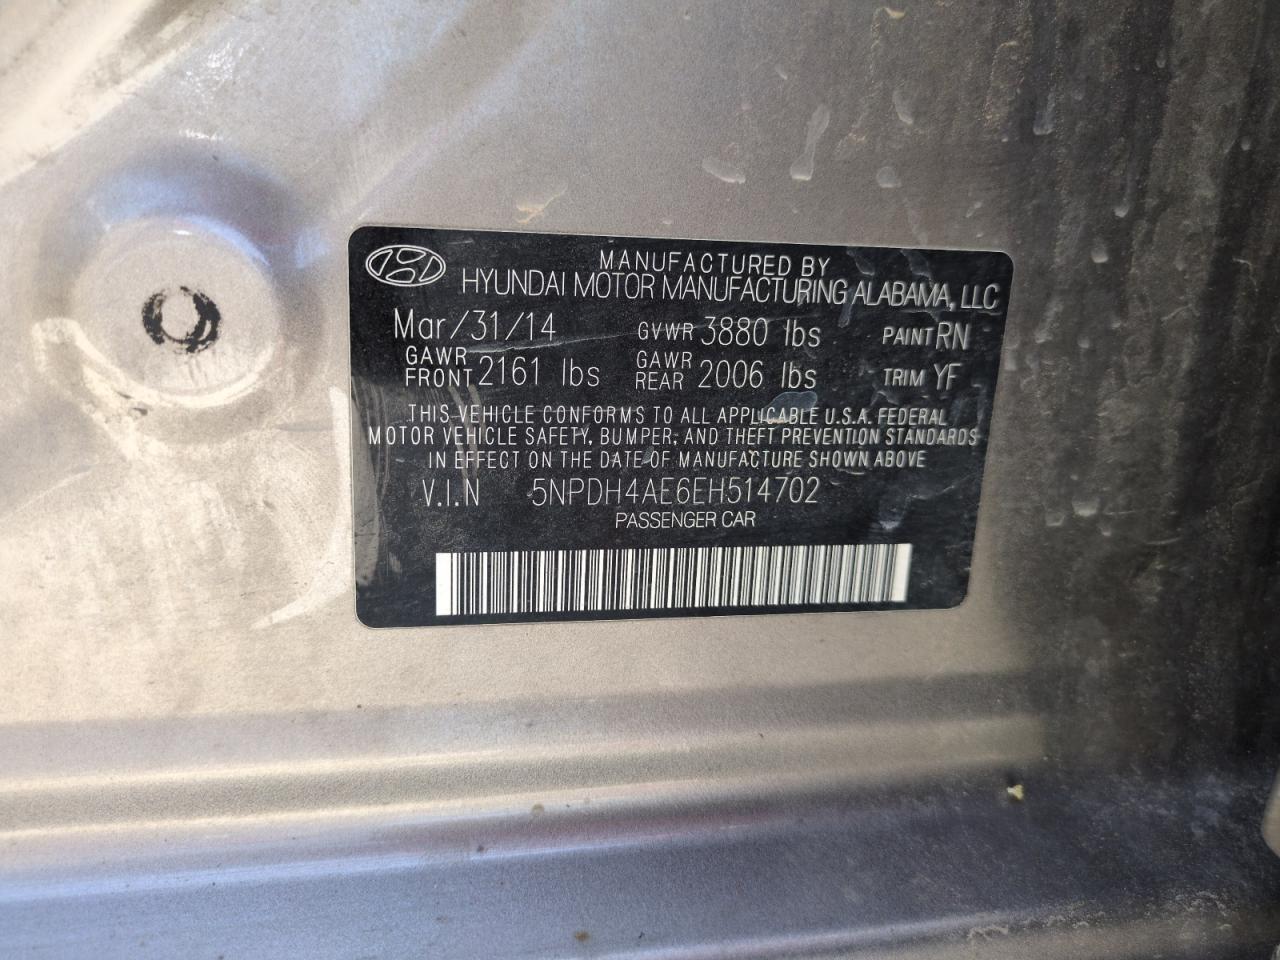 MANUFACTURED BY
HYUNDAI MOTOR MANUFACTURING ALABAMA, LLC
Mar/31/14 GVWR 3880 lbs PAINT RN
GAWR FRONT 2161 lbs GAWR REAR 2006 lbs TRIM YF
THIS VEHICLE CONFORMS TO ALL APPLICABLE U.S.A. FEDERAL
MOTOR VEHICLE SAFETY, BUMPER, AND THEFT PREVENTION STANDARDS
IN EFFECT ON THE DATE OF MANUFACTURE SHOWN ABOVE
V.I.N 5NPDH4AE6EH514702
PASSENGER CAR